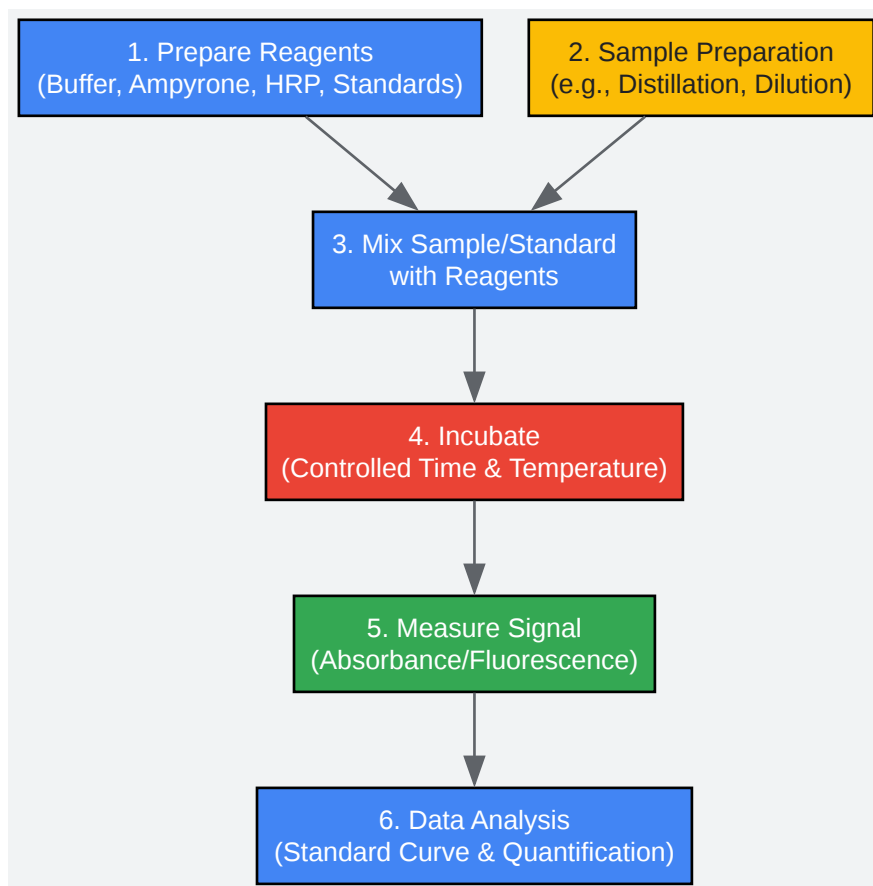 1. Prepare Reagents
(Buffer, Ampyrone, HRP, Standards)
2. Sample Preparation
(e.g., Distillation, Dilution)
3. Mix Sample/Standard
with Reagents
4. Incubate
(Controlled Time & Temperature)
5. Measure Signal
(Absorbance/Fluorescence)
6. Data Analysis
(Standard Curve & Quantification)